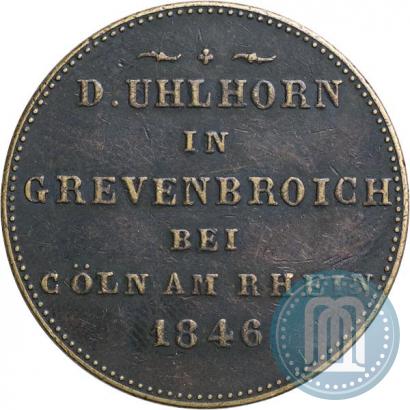 D. UHLHORN
IN
GREVENBROICH
BEI
CÖLN AM RHEIN
1846